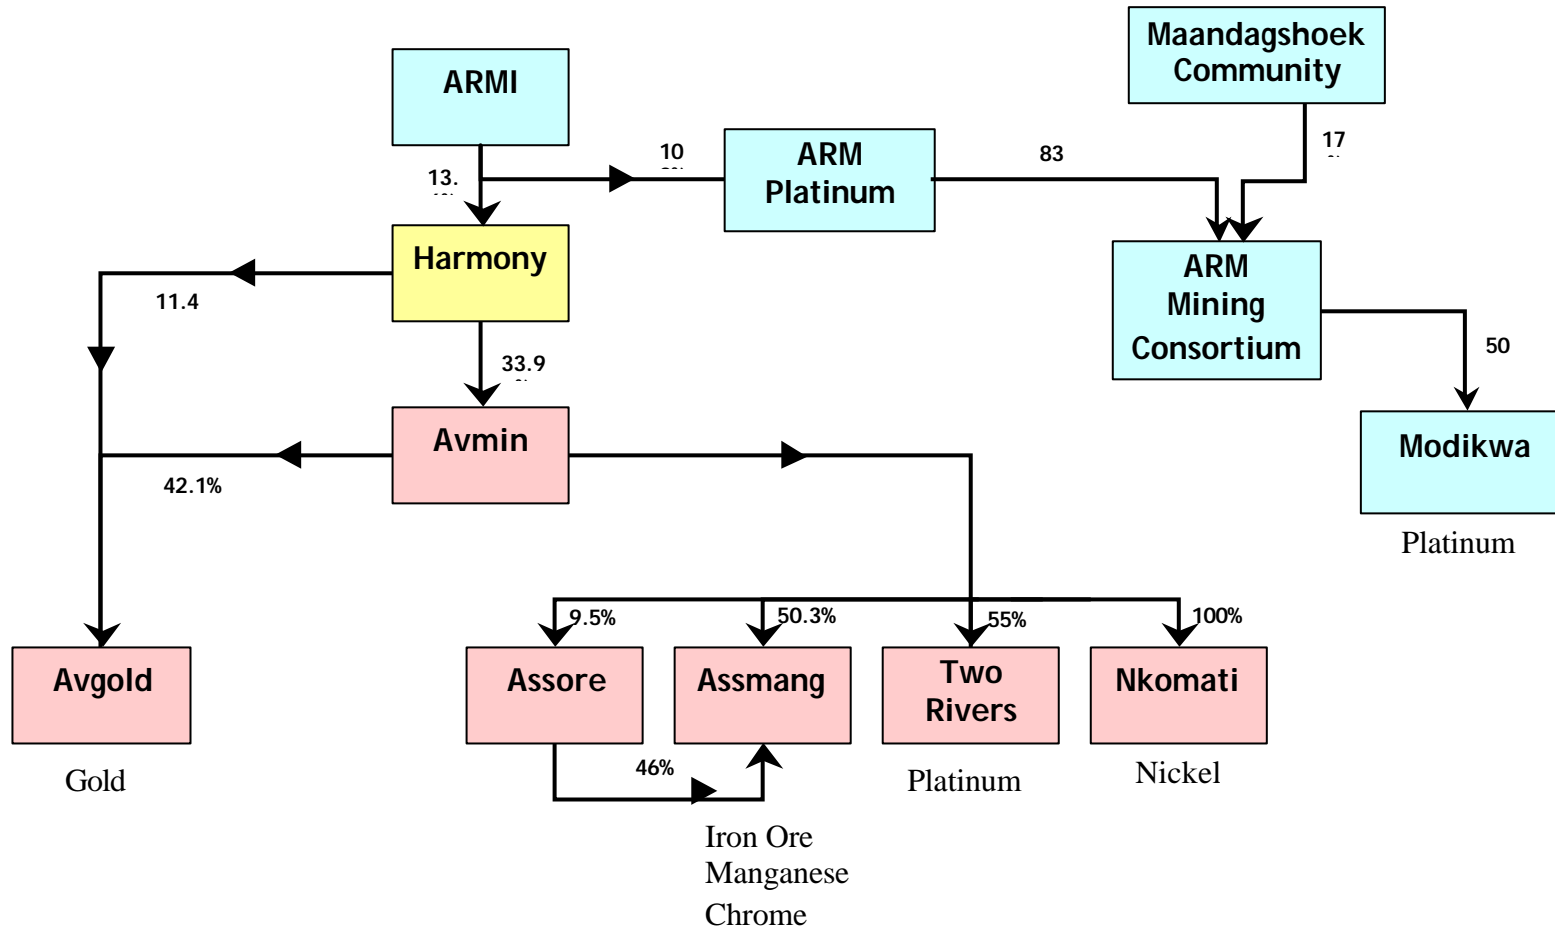 Maandagshoek
Community
ARMI
ARM
Platinum
10
83
17
13.
Harmony
ARM
Mining
Consortium
11.4
33.9
50
Avmin
Modikwa
42.1%
Platinum
9.5%
50.3%
55%
100%
Avgold
Assore
Assmang
Two
Rivers
Nkomati
46%
Gold
Platinum
Nickel
Iron Ore
Manganese
Chrome